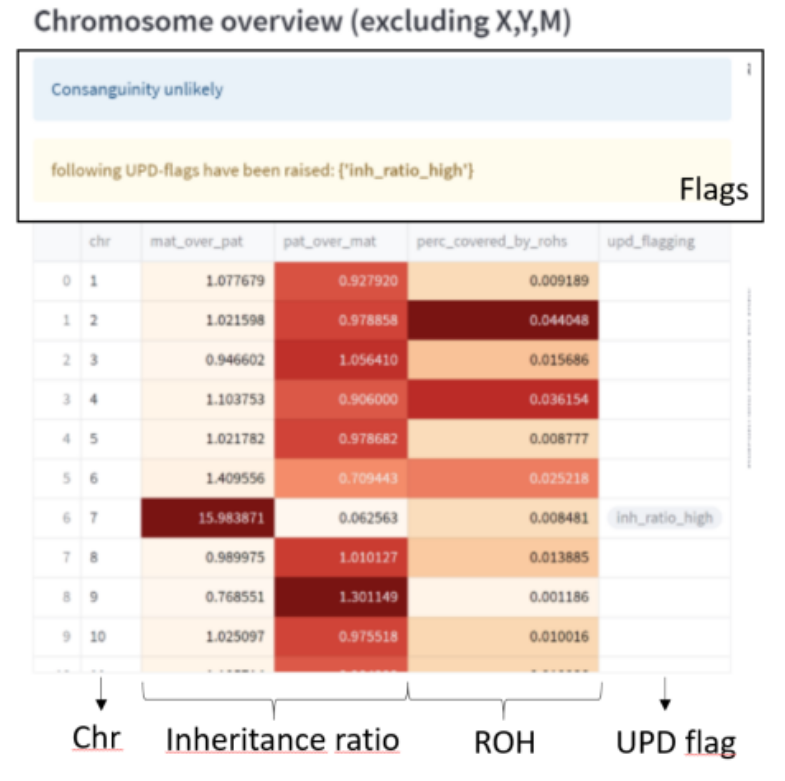 Chromosome overview (excluding X,Y,M)
Consanguinity unlikely
following UPD-flags have been raised: {'inh_ratio_high'}
Flags
chr mat_over_pat pat_over_mat perc_covered_by_rohs upd_flagging
0 1 1.077679 0.927920 0.009189
1 2 1.021598 0.978858 0.044048
2 3 0.946602 1.056410 0.015686
3 4 1.103753 0.906000 0.036154
4 5 1.021782 0.978682 0.008777
5 6 1.409556 0.709443 0.025218
6 7 15.983871 0.062563 0.008481 inh_ratio_high
7 8 0.989975 1.010127 0.013885
8 9 0.768551 1.301149 0.001186
9 10 1.025097 0.975518 0.010016
Chr Inheritance ratio ROH UPD flag